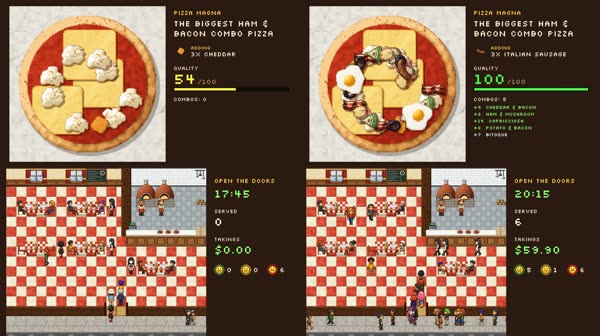 PIZZA MAGNA
THE BIGGEST HAM &
BACON COMBO PIZZA
ADDING
3X CHEDDAR
QUALITY
54 /100
COMBOS: 0
PIZZA MAGNA
THE BIGGEST HAM &
BACON COMBO PIZZA
ADDING
3X ITALIAN SAUSAGE
QUALITY
100 /100
COMBOS: 5
+3 CHEDDAR & BACON
+6 HAM & MUSHROOM
+14 CAPRICCIOSA
+3 POTATO & BACON
+7 BITOQUE
OPEN THE DOORS
17:45
SERVED
0
TAKINGS
$0.00
0 0 6
OPEN THE DOORS
20:15
SERVED
6
TAKINGS
$59.90
5 1 6